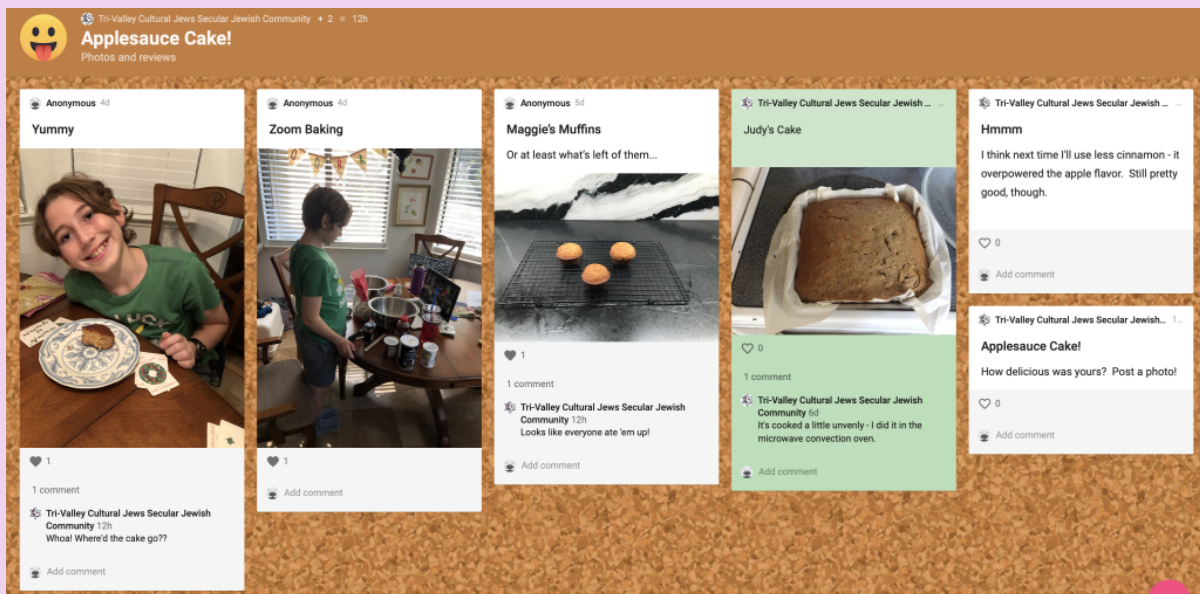 Tri-Valley Cultural Jews Secular Jewish Community + 2 12h
Applesauce Cake!
Photos and reviews
Anonymous 4d
Yummy
1
1 comment
Tri-Valley Cultural Jews Secular Jewish
Community 12h
Whoa! Where'd the cake go??
Add comment
Anonymous 4d
Zoom Baking
1
Add comment
Anonymous 5d
Maggie's Muffins
Or at least what's left of them...
1
1 comment
Tri-Valley Cultural Jews Secular Jewish
Community 12h
Looks like everyone ate 'em up!
Add comment
Tri-Valley Cultural Jews Secular Jewish ... ...
Judy's Cake
0
1 comment
Tri-Valley Cultural Jews Secular Jewish
Community 6d
It's cooked a little unvenly - I did it in the
microwave convection oven.
Add comment
Tri-Valley Cultural Jews Secular Jewish ... ...
Hmmm
I think next time I'll use less cinnamon - it
overpowered the apple flavor. Still pretty
good, though.
0
Add comment
Tri-Valley Cultural Jews Secular Jewish... 1...
Applesauce Cake!
How delicious was yours? Post a photo!
0
Add comment